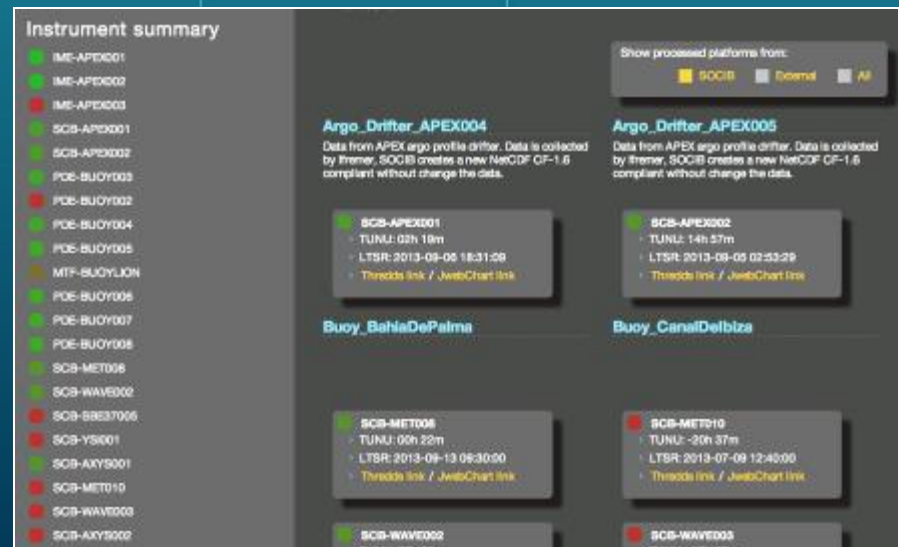 Instrument summary
IME-APEX001
IME-APEX002
IME-APEX003
SCB-APEX001
SCB-APEX002
PDE-BUOY003
PDE-BUOY002
PDE-BUOY004
PDE-BUOY005
MTF-BUOYLION
PDE-BUOY006
PDE-BUOY007
PDE-BUOY008
SCB-MET008
SCB-WAVE002
SCB-SBE37005
SCB-YSI001
SCB-AXYS001
SCB-MET010
SCB-WAVE003
SCB-AXYS002
Show processed platforms from:
SOCIB External All
Argo_Drifter_APEX004
Data from APEX argo profile drifter. Data is collected
by Ifremer, SOCIB creates a new NetCDF CF-1.6
compliant without change the data.
SCB-APEX001
TUNU: 02h 19m
LTSR: 2013-09-06 18:31:09
Thredds link / JwebChart link
Argo_Drifter_APEX005
Data from APEX argo profile drifter. Data is collected
by Ifremer, SOCIB creates a new NetCDF CF-1.6
compliant without change the data.
SCB-APEX002
TUNU: 14h 57m
LTSR: 2013-09-05 02:53:29
Thredds link / JwebChart link
Buoy_BahiaDePalma
SCB-MET008
TUNU: 00h 22m
LTSR: 2013-09-13 09:30:00
Thredds link / JwebChart link
SCB-WAVE002
Buoy_CanalDeIbiza
SCB-MET010
TUNU: -20h 37m
LTSR: 2013-07-09 12:40:00
Thredds link / JwebChart link
SCB-WAVE003